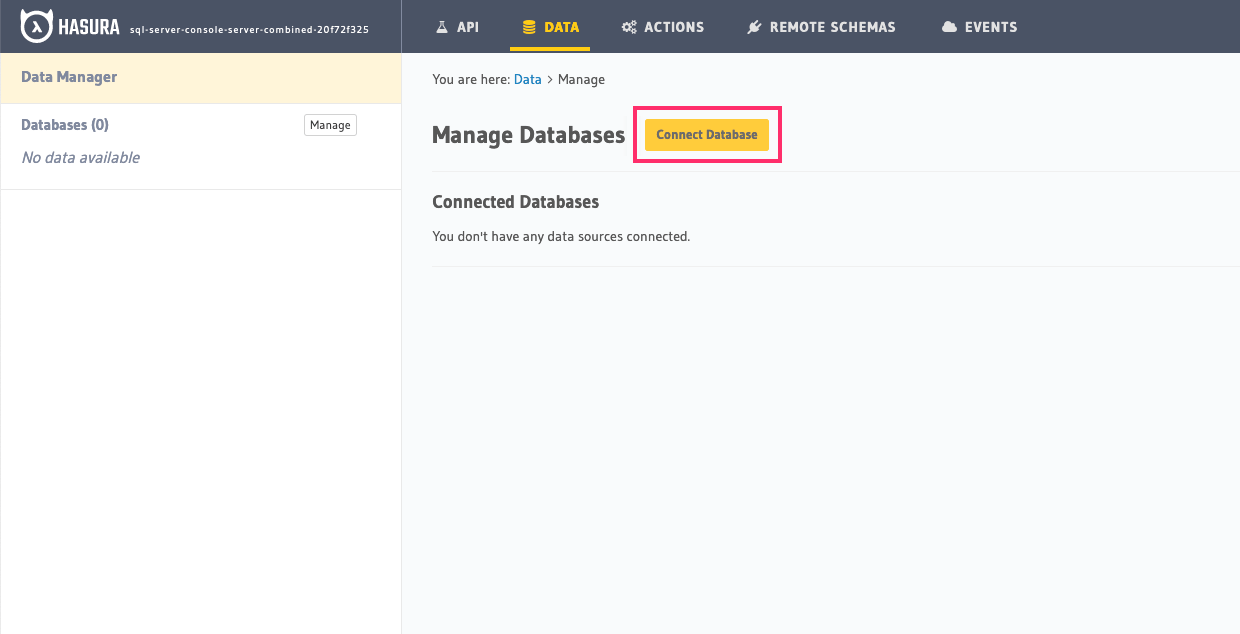 HASURA sql-server-console-server-combined-20f72f325
API DATA ACTIONS REMOTE SCHEMAS EVENTS
Data Manager
Databases (0) Manage
No data available
You are here: Data > Manage
Manage Databases Connect Database
Connected Databases
You don't have any data sources connected.